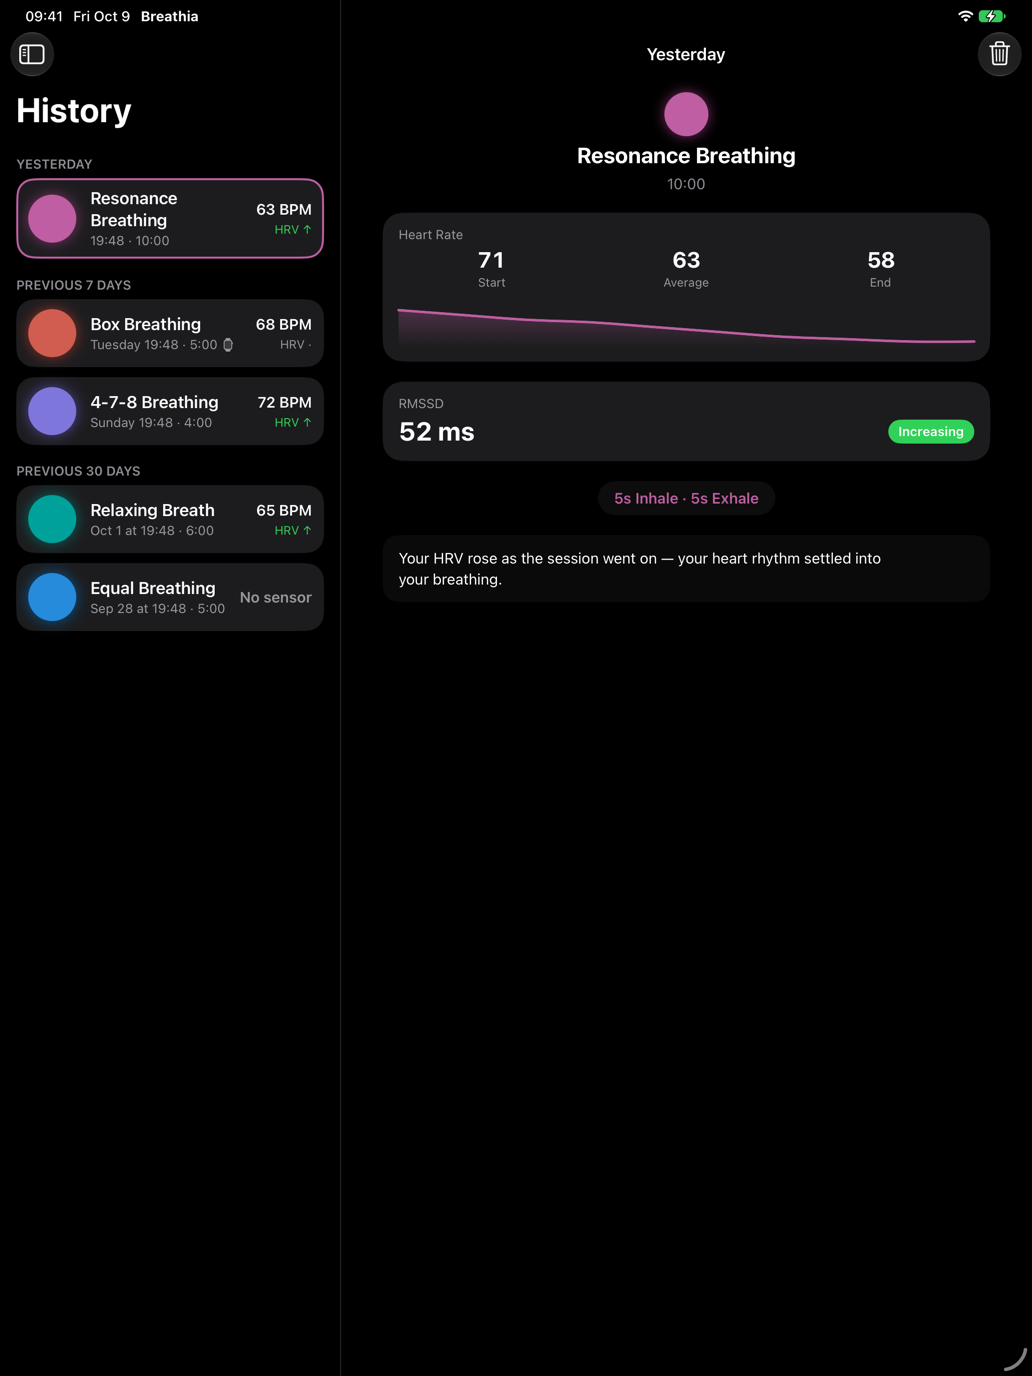 09:41 Fri Oct 9 Breathia
History
YESTERDAY
Resonance
Breathing
19:48 · 10:00
63 BPM
HRV ↑
PREVIOUS 7 DAYS
Box Breathing
Tuesday 19:48 · 5:00
68 BPM
HRV ·
4-7-8 Breathing
Sunday 19:48 · 4:00
72 BPM
HRV ↑
PREVIOUS 30 DAYS
Relaxing Breath
Oct 1 at 19:48 · 6:00
65 BPM
HRV ↑
Equal Breathing
Sep 28 at 19:48 · 5:00
No sensor
Yesterday
Resonance Breathing
10:00
Heart Rate
71 63 58
Start Average End
RMSSD
52 ms
Increasing
5s Inhale · 5s Exhale
Your HRV rose as the session went on — your heart rhythm settled into
your breathing.